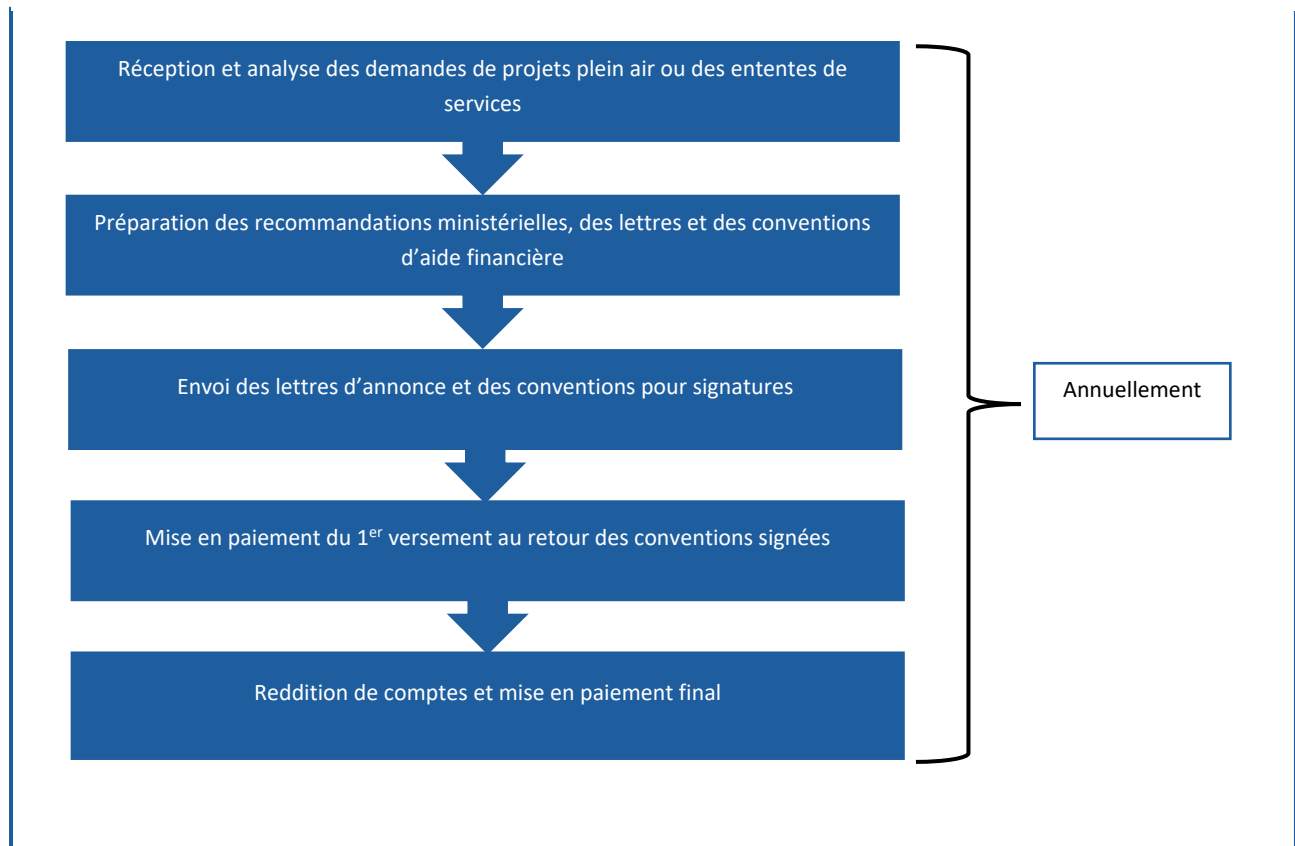 Réception et analyse des demandes de projets plein air ou des ententes de
services
Préparation des recommandations ministérielles, des lettres et des conventions
d’aide financière
Envoi des lettres d’annonce et des conventions pour signatures
Annuellement
Mise en paiement du 1er versement au retour des conventions signées
Reddition de comptes et mise en paiement final